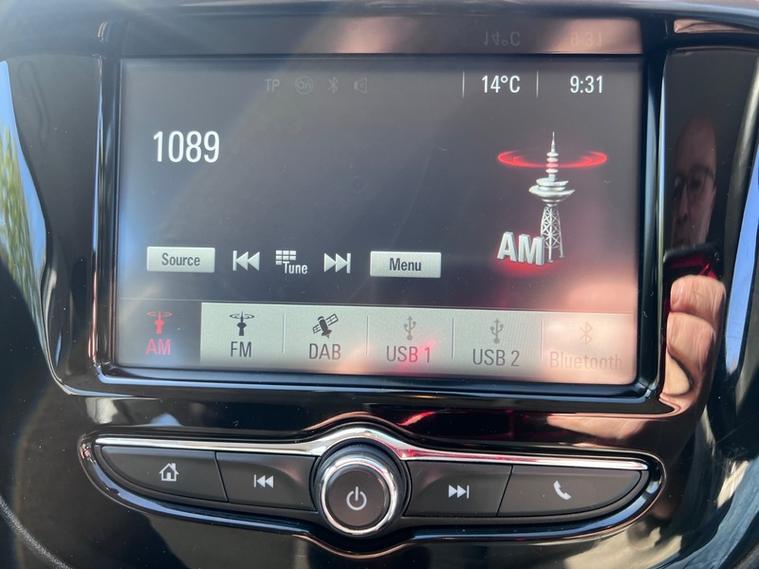 TP 14°C 9:31
1089
AM
Source Tune Menu
AM FM DAB USB 1 USB 2 Bluetooth